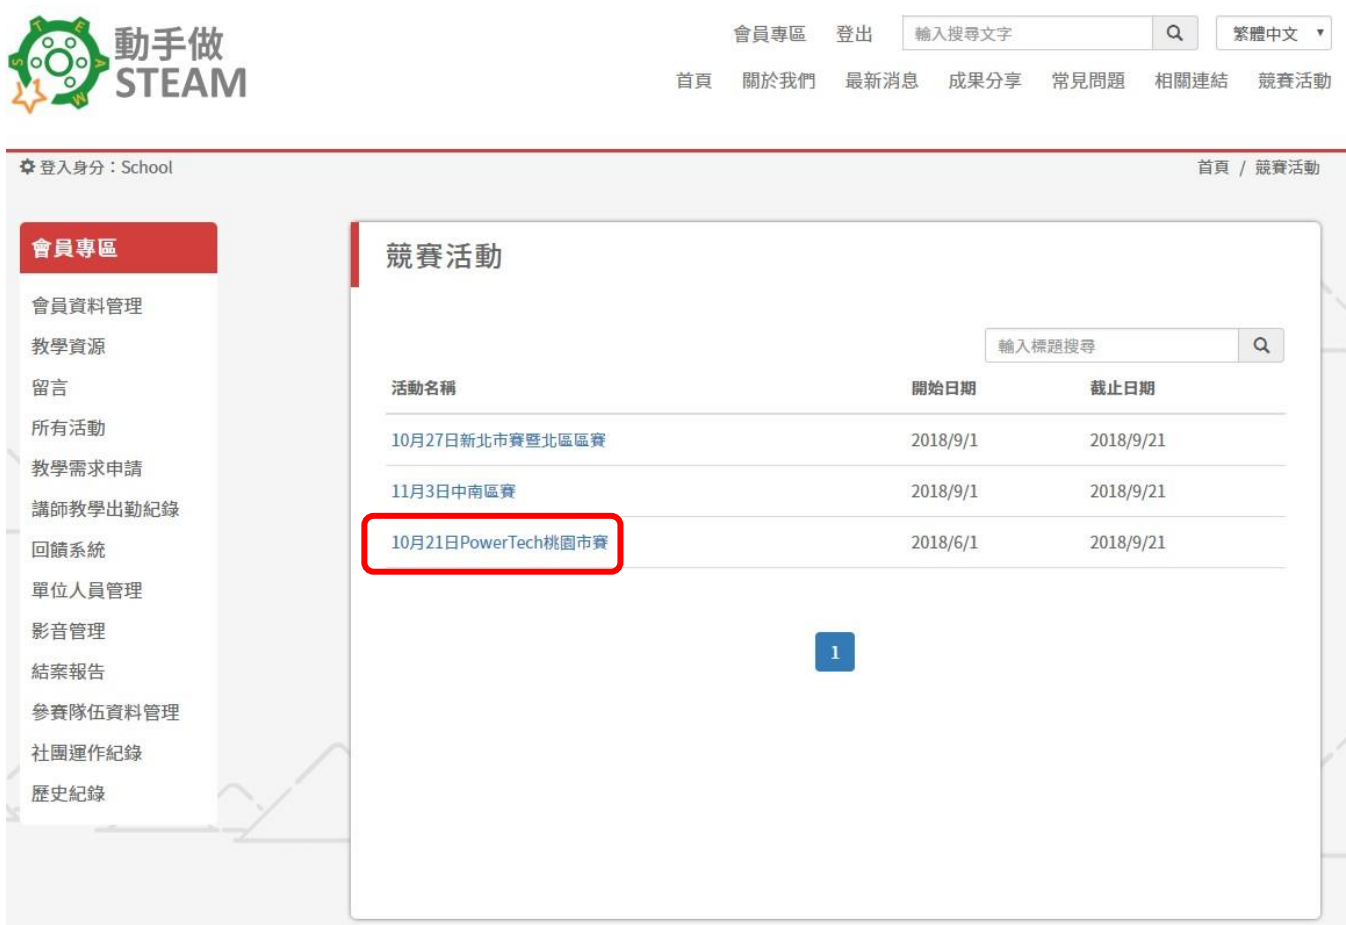 動手做
STEAM
會員專區 登出 輸入搜尋文字 繁體中文
首頁 關於我們 最新消息 成果分享 常見問題 相關連結 競賽活動
登入身分：School
首頁 / 競賽活動
會員專區
會員資料管理
教學資源
留言
所有活動
教學需求申請
講師教學出勤紀錄
回饋系統
單位人員管理
影音管理
結案報告
參賽隊伍資料管理
社團運作紀錄
歷史紀錄
競賽活動
輸入標題搜尋
活動名稱 開始日期 截止日期
10月27日新北市賽暨北區區賽 2018/9/1 2018/9/21
11月3日中南區賽 2018/9/1 2018/9/21
10月21日PowerTech桃園市賽 2018/6/1 2018/9/21
1